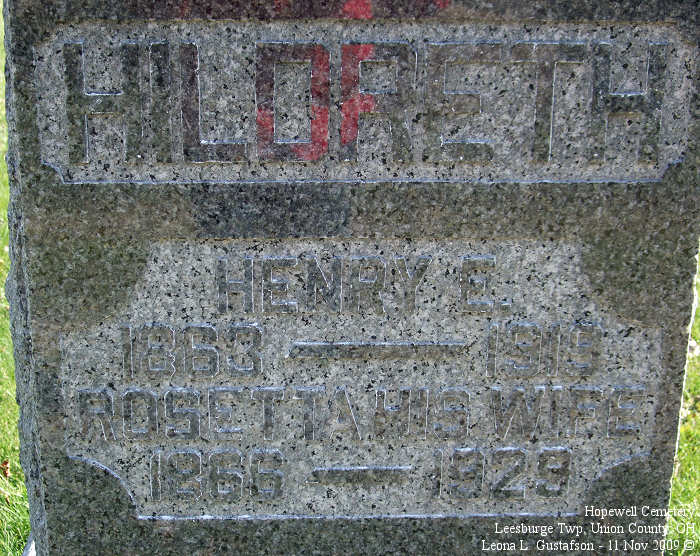 HILDRETH
HENRY E.
1863 — 1919
ROSETTA HIS WIFE
1866 — 1929
Hopewell Cemetery
Leesburge Twp, Union County, OH
Leona L. Gustafson - 11 Nov 2009 ©